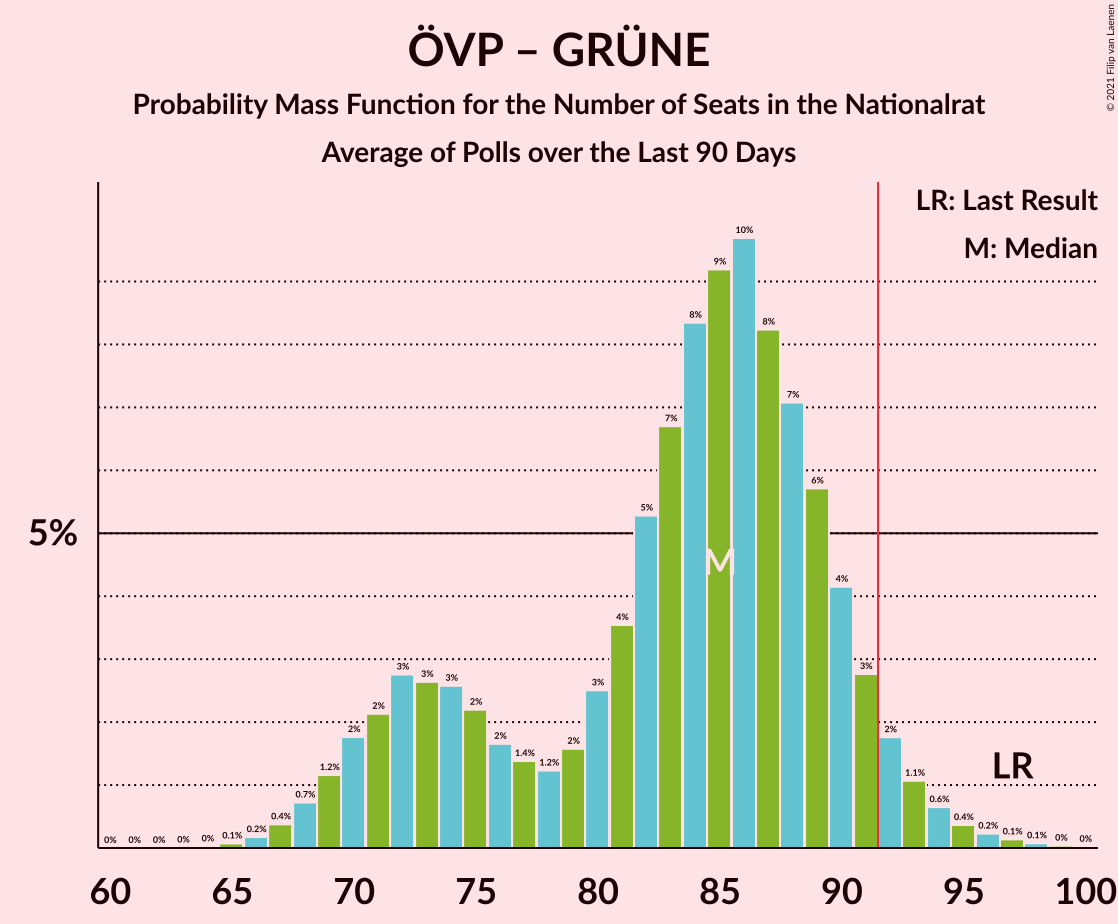 ÖVP – GRÜNE
Probability Mass Function for the Number of Seats in the Nationalrat
Average of Polls over the Last 90 Days
© 2021 Filip van Laenen
LR: Last Result
M: Median
5%
0% 0% 0% 0% 0% 0.1% 0.2% 0.4% 0.7% 1.2% 2% 2% 3% 3% 3% 2% 2% 1.4% 1.2% 2% 3% 4% 5% 7% 8% 9% 10% 8% 7% 6% 4% 3% 2% 1.1% 0.6% 0.4% 0.2% 0.1% 0.1% 0% 0%
M
LR
60 65 70 75 80 85 90 95 100